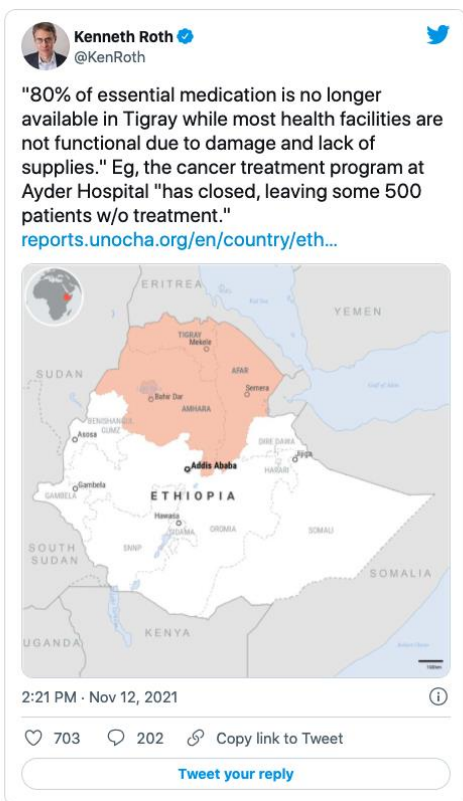 Kenneth Roth
@KenRoth
"80% of essential medication is no longer
available in Tigray while most health facilities are
not functional due to damage and lack of
supplies." Eg, the cancer treatment program at
Ayder Hospital "has closed, leaving some 500
patients w/o treatment."
reports.unocha.org/en/country/eth...
ERITREA
YEMEN
TIGRAY
Mekele
SUDAN
AFAR
Semera
Bahir Dar
AMHARA
BENISHANGUL
GUMZ
Asosa
DIRE DAWA
Jijiga
HARARI
Addis Ababa
Gambela
GAMBELA
ETHIOPIA
Hawassa
SIDAMA
OROMIA
SOMALI
SNNP
SOUTH
SUDAN
SOMALIA
KENYA
UGANDA
2:21 PM · Nov 12, 2021
703 202 Copy link to Tweet
Tweet your reply